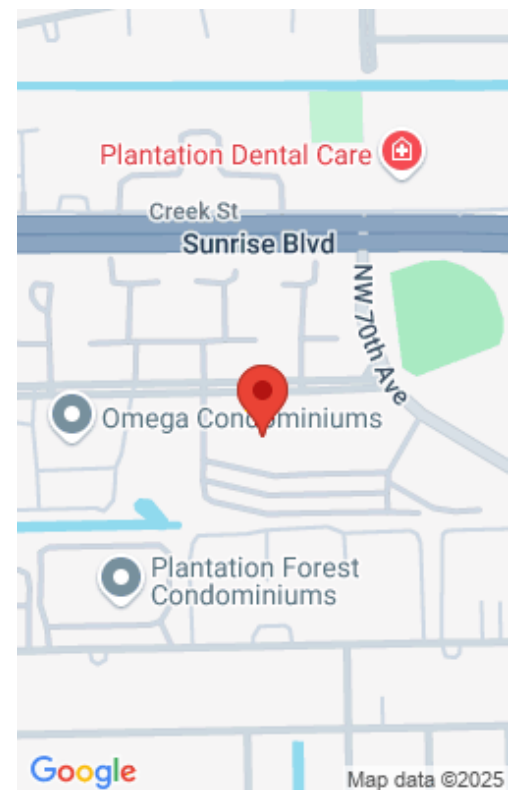 Plantation Dental Care
Creek St
Sunrise Blvd
NW 70th Ave
Omega Condominiums
Plantation Forest
Condominiums
Google
Map data ©2025